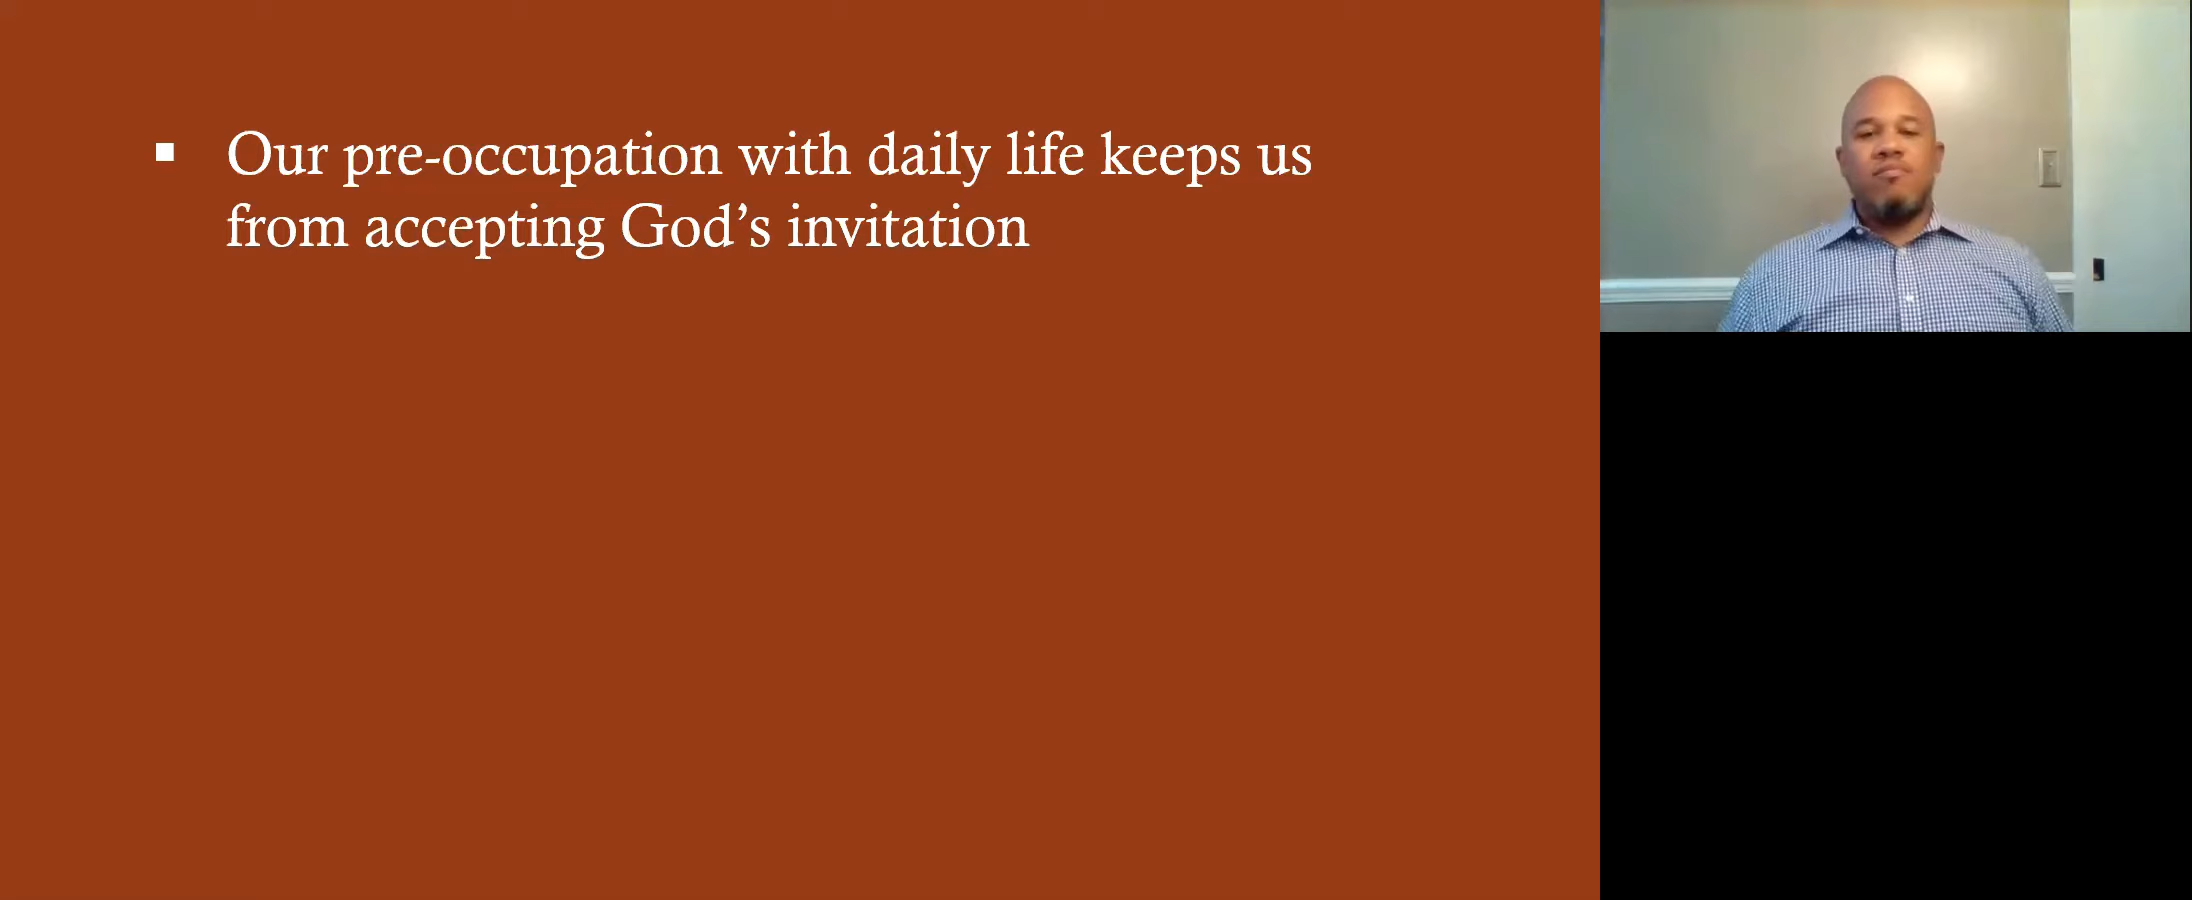 Our pre-occupation with daily life keeps us
from accepting God’s invitation